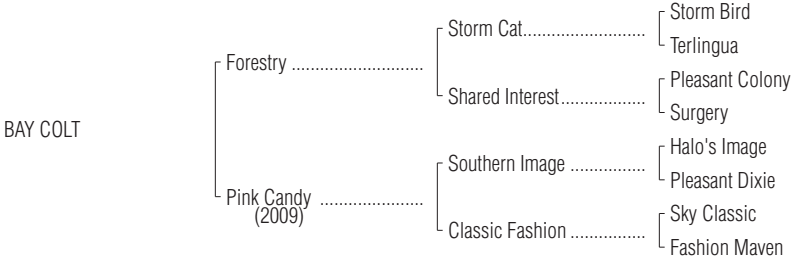 Storm Bird
Storm Cat..........................
Terlingua
Forestry ............................
Pleasant Colony
Shared Interest..................
Surgery
BAY COLT
Halo's Image
Southern Image ................
Pleasant Dixie
Pink Candy ......................
(2009)
Sky Classic
Classic Fashion ................
Fashion Maven